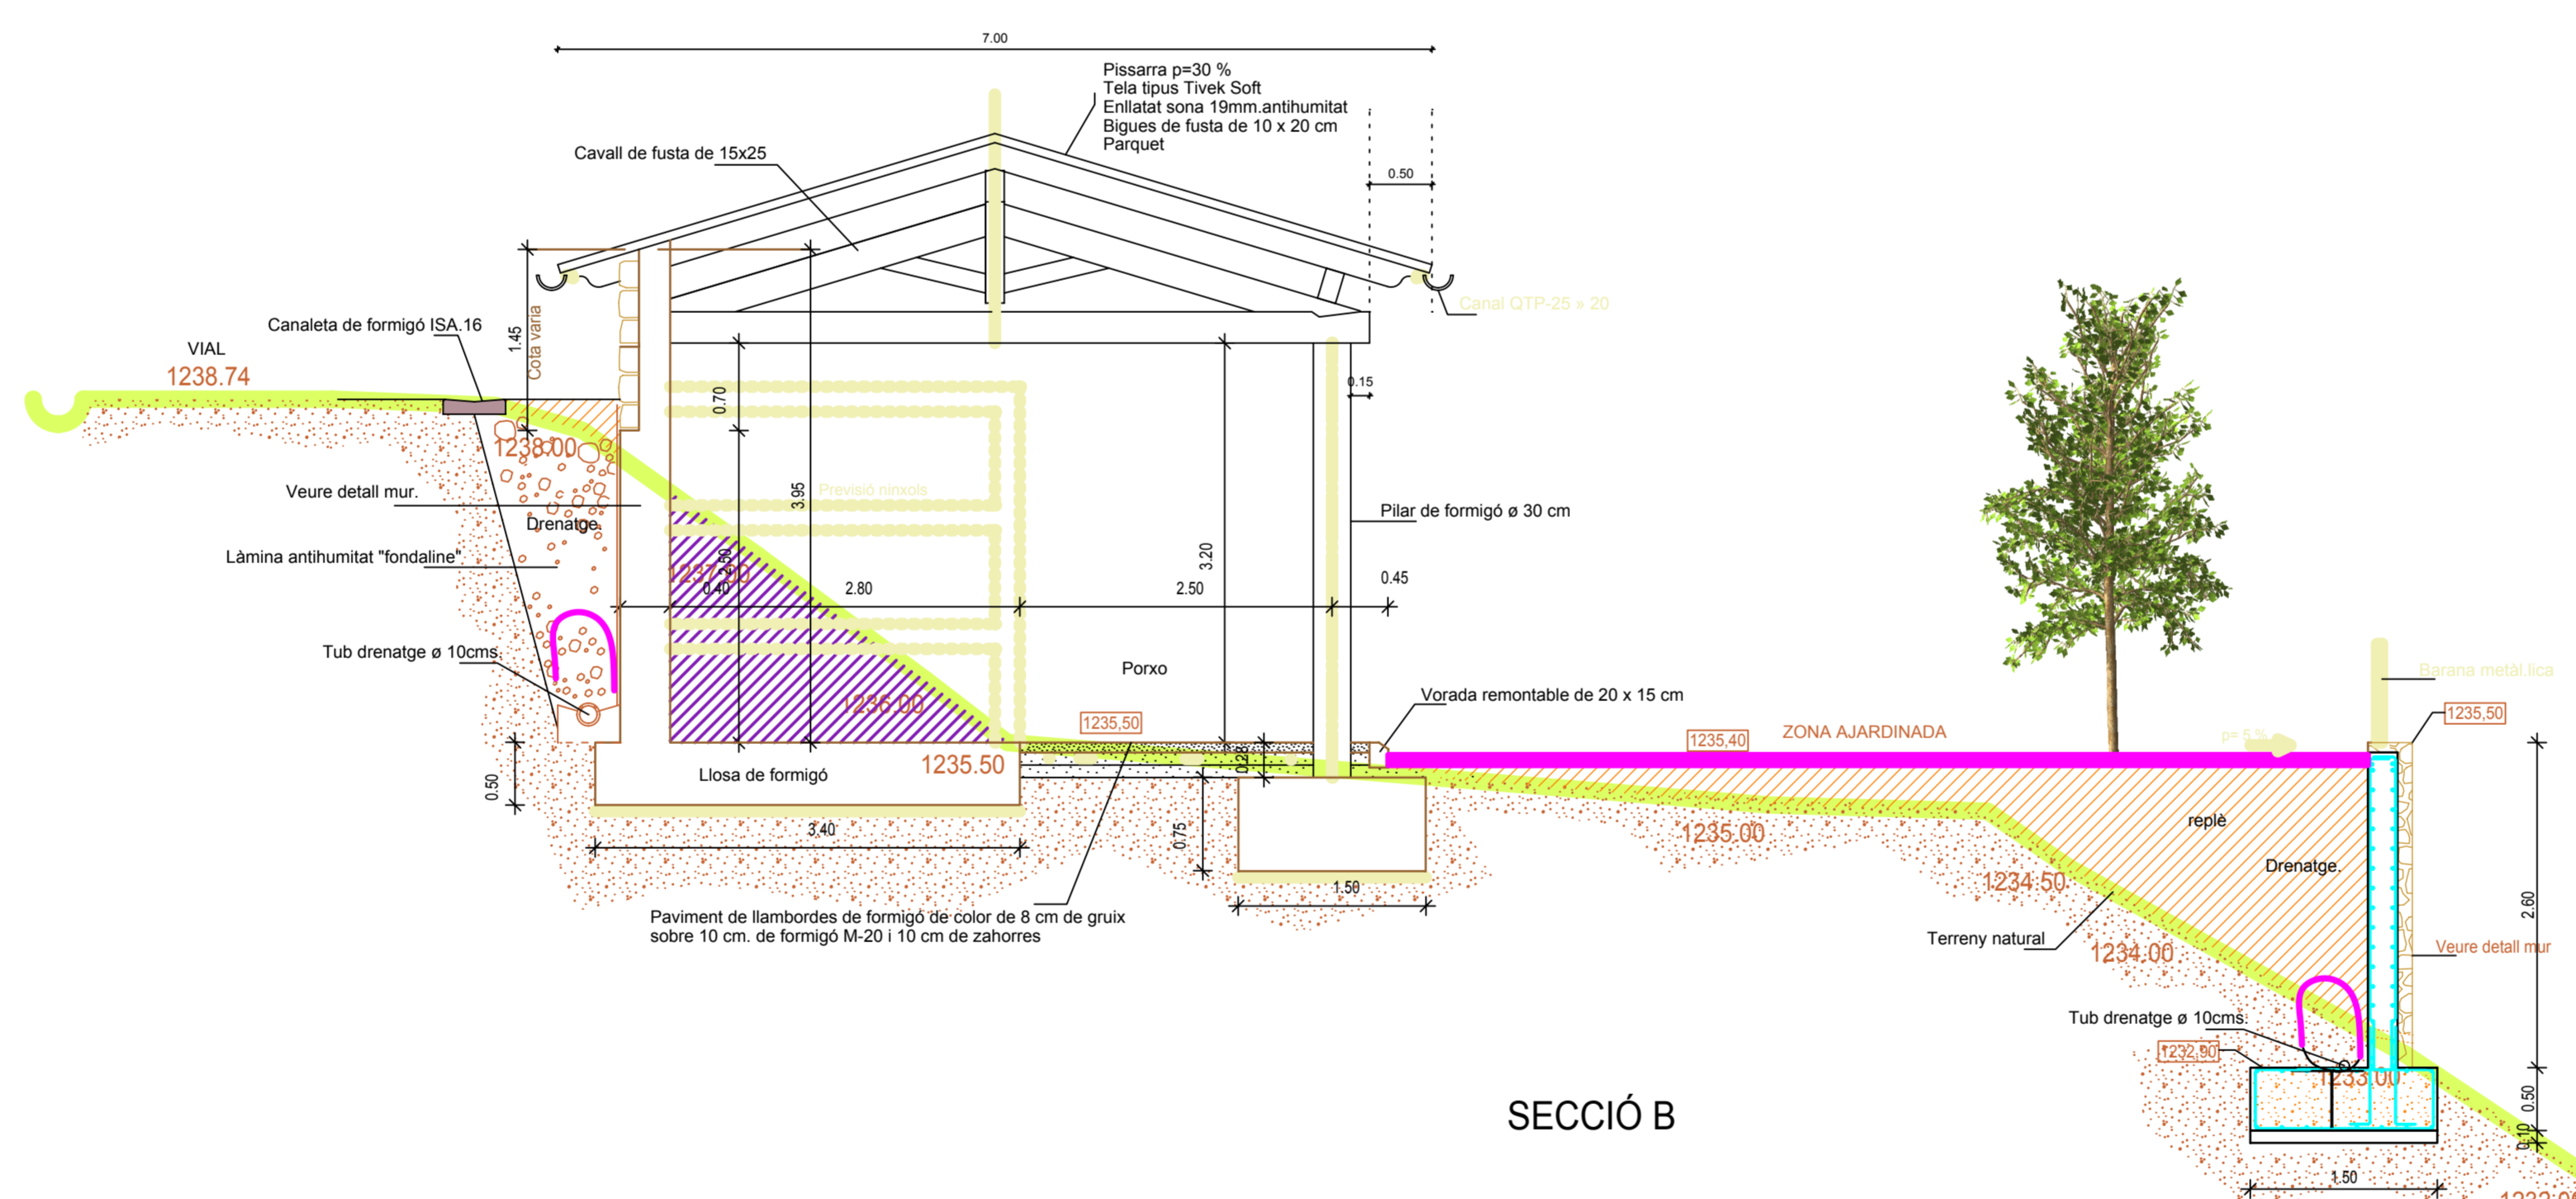 7.00
Pissarra p=30 %
Tela tipus Tivek Soft
Enllatat sona 19mm.antihumitat
Bigues de fusta de 10 x 20 cm
Parquet
Cavall de fusta de 15x25
0.50
Canal QTP-25 » 20
Canaleta de formigó ISA.16
1.45
Cota varia
VIAL
1238.74
0.70
0.15
1238.00
Veure detall mur.
Drenatge.
Previsió ninxols
3.95
Pilar de formigó ø 30 cm
Làmina antihumitat "fondaline"
1237.00
2.50
3.20
0.40
2.80
2.50
0.45
Tub drenatge ø 10cms.
Porxo
1236.00
Vorada remontable de 20 x 15 cm
Barana metàl.lica
1235,50
1235,50
1235,40
ZONA AJARDINADA
p= 5 %
Llosa de formigó
1235.50
0.28
0.50
3.40
0.75
1.50
1235.00
replè
Drenatge.
1234.50
2.60
Paviment de llambordes de formigó de color de 8 cm de gruix
sobre 10 cm. de formigó M-20 i 10 cm de zahorres
Terreny natural
1234.00
Veure detall mur
Tub drenatge ø 10cms.
1232,90
1233.00
0.50
0.10
SECCIÓ B
1.50